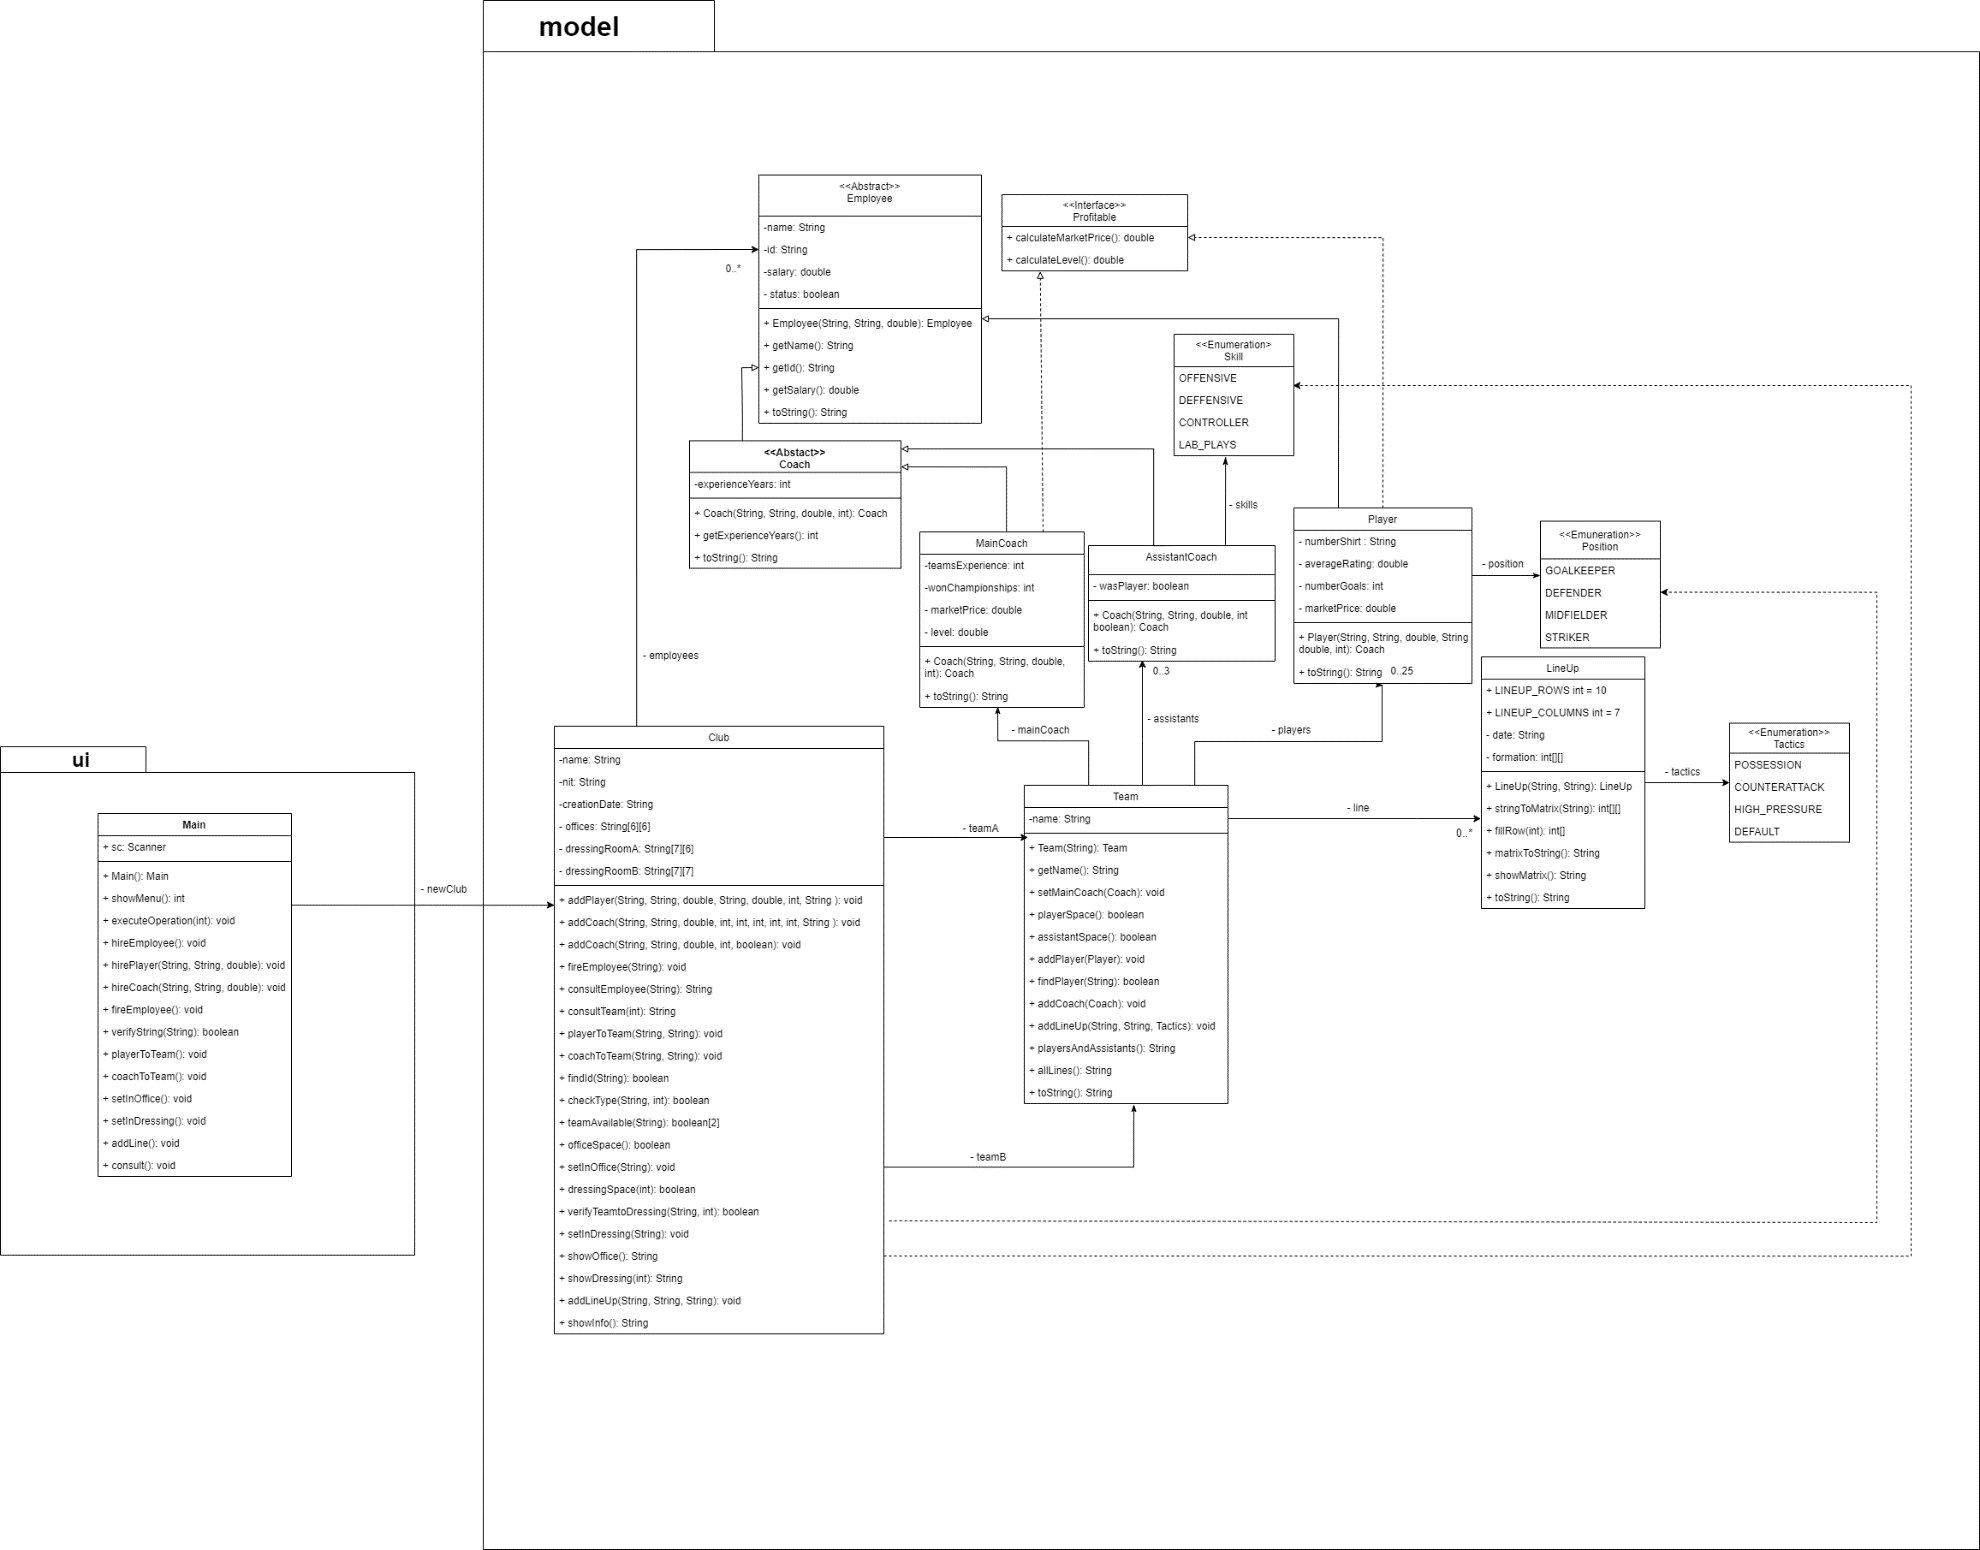 model
<<Abstract>>
Employee
-name: String
-id: String
-salary: double
- status: boolean
+ Employee(String, String, double): Employee
+ getName(): String
+ getId(): String
+ getSalary(): double
+ toString(): String
0..*
<<Interface>>
Profitable
+ calculateMarketPrice(): double
+ calculateLevel(): double
<<Enumeration>
Skill
OFFENSIVE
DEFFENSIVE
CONTROLLER
LAB_PLAYS
<<Abstact>>
Coach
-experienceYears: int
+ Coach(String, String, double, int): Coach
+ getExperienceYears(): int
+ toString(): String
- skills
MainCoach
-teamsExperience: int
-wonChampionships: int
- marketPrice: double
- level: double
+ Coach(String, String, double,
int): Coach
+ toString(): String
AssistantCoach
- wasPlayer: boolean
+ Coach(String, String, double, int
boolean): Coach
+ toString(): String
0..3
Player
- numberShirt : String
- averageRating: double
- numberGoals: int
- marketPrice: double
+ Player(String, String, double, String
double, int): Coach
+ toString(): String
0..25
- position
<<Emuneration>>
Position
GOALKEEPER
DEFENDER
MIDFIELDER
STRIKER
- employees
- mainCoach
- assistants
- players
LineUp
+ LINEUP_ROWS int = 10
+ LINEUP_COLUMNS int = 7
- date: String
- formation: int[][]
+ LineUp(String, String): LineUp
+ stringToMatrix(String): int[][]
+ fillRow(int): int[]
+ matrixToString(): String
+ showMatrix(): String
+ toString(): String
- tactics
<<Enumeration>>
Tactics
POSSESSION
COUNTERATTACK
HIGH_PRESSURE
DEFAULT
ui
Main
+ sc: Scanner
+ Main(): Main
+ showMenu(): int
+ executeOperation(int): void
+ hireEmployee(): void
+ hirePlayer(String, String, double): void
+ hireCoach(String, String, double): void
+ fireEmployee(): void
+ verifyString(String): boolean
+ playerToTeam(): void
+ coachToTeam(): void
+ setInOffice(): void
+ setInDressing(): void
+ addLine(): void
+ consult(): void
- newClub
Club
-name: String
-nit: String
-creationDate: String
- offices: String[6][6]
- dressingRoomA: String[7][6]
- dressingRoomB: String[7][7]
+ addPlayer(String, String, double, String, double, int, String ): void
+ addCoach(String, String, double, int, int, int, int, int, String ): void
+ addCoach(String, String, double, int, boolean): void
+ fireEmployee(String): void
+ consultEmployee(String): String
+ consultTeam(int): String
+ playerToTeam(String, String): void
+ coachToTeam(String, String): void
+ findId(String): boolean
+ checkType(String, int): boolean
+ teamAvailable(String): boolean[2]
+ officeSpace(): boolean
+ setInOffice(String): void
+ dressingSpace(int): boolean
+ verifyTeamtoDressing(String, int): boolean
+ setInDressing(String): void
+ showOffice(): String
+ showDressing(int): String
+ addLineUp(String, String, String): void
+ showInfo(): String
- teamA
- teamB
Team
-name: String
+ Team(String): Team
+ getName(): String
+ setMainCoach(Coach): void
+ playerSpace(): boolean
+ assistantSpace(): boolean
+ addPlayer(Player): void
+ findPlayer(String): boolean
+ addCoach(Coach): void
+ addLineUp(String, String, Tactics): void
+ playersAndAssistants(): String
+ allLines(): String
+ toString(): String
- line
0..*